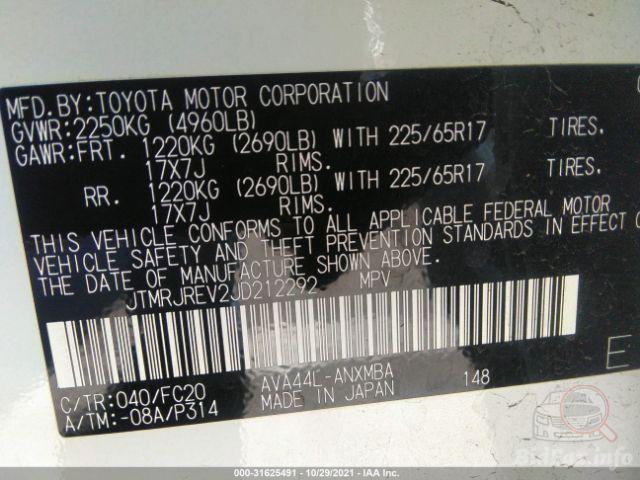 MFD.BY:TOYOTA MOTOR CORPORATION
GVWR:2250KG (4960LB)
GAWR:FRT. 1220KG (2690LB) WITH 225/65R17 TIRES.
17X7J RIMS.
RR. 1220KG (2690LB) WITH 225/65R17 TIRES.
17X7J RIMS.
THIS VEHICLE CONFORMS TO ALL APPLICABLE FEDERAL MOTOR
VEHICLE SAFETY AND THEFT PREVENTION STANDARDS IN EFFECT
THE DATE OF MANUFACTURE SHOWN ABOVE.
JTMRJREV2JD212292 MPV
E
C/TR:040/FC20 AVA44L-ANXMBA 148
A/TM:-08A/P314 MADE IN JAPAN
BidFax.info
000-31625491 - 10/29/2021 - IAA Inc.